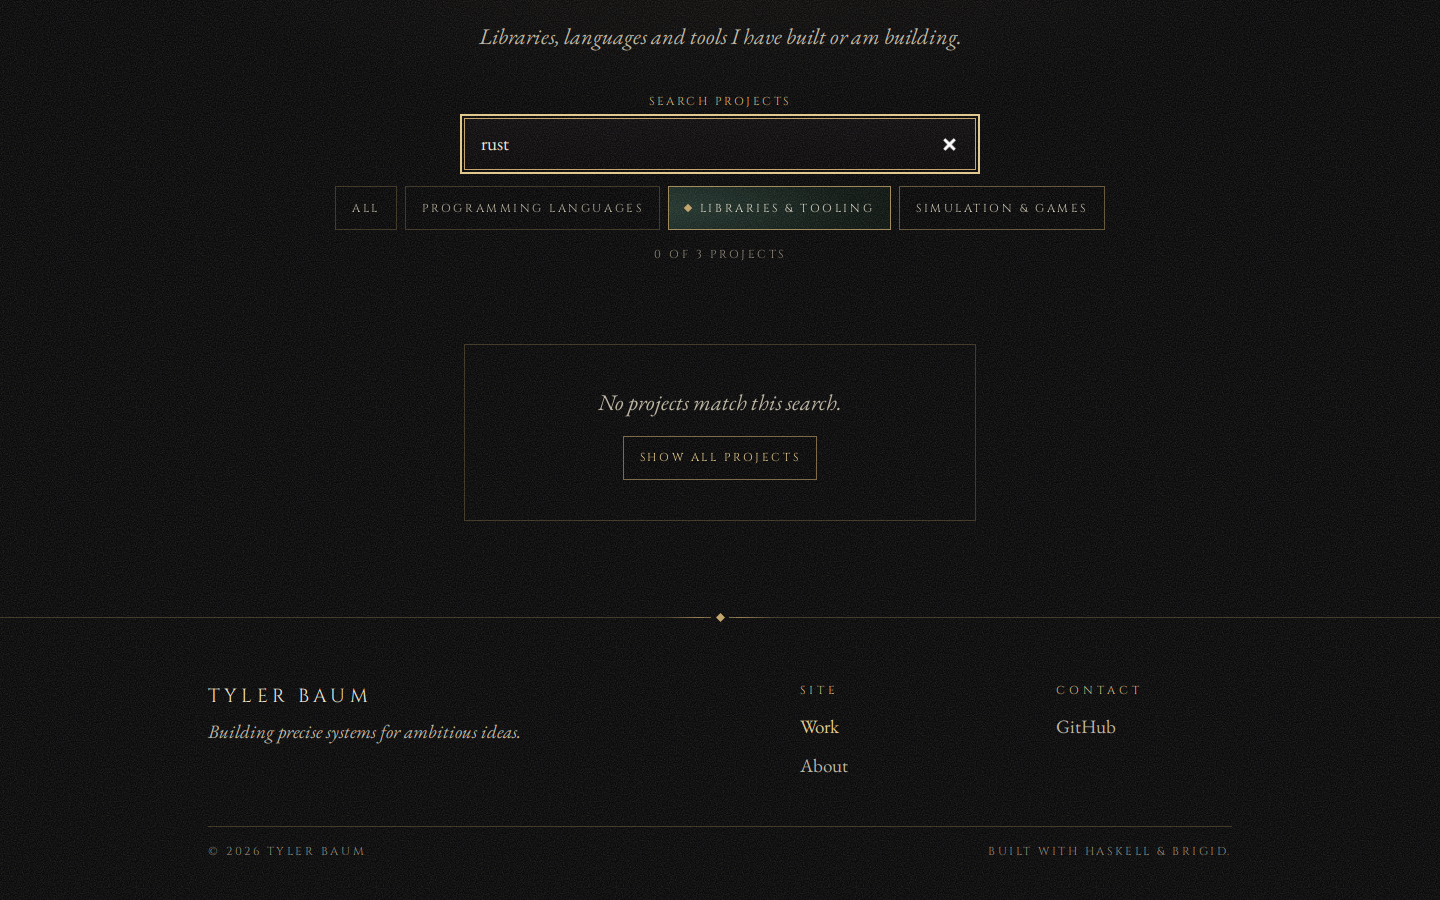 Libraries, languages and tools I have built or am building.
SEARCH PROJECTS
rust
ALL
PROGRAMMING LANGUAGES
LIBRARIES & TOOLING
SIMULATION & GAMES
0 OF 3 PROJECTS
No projects match this search.
SHOW ALL PROJECTS
TYLER BAUM
Building precise systems for ambitious ideas.
SITE
Work
About
CONTACT
GitHub
© 2026 TYLER BAUM
BUILT WITH HASKELL & BRIGID.